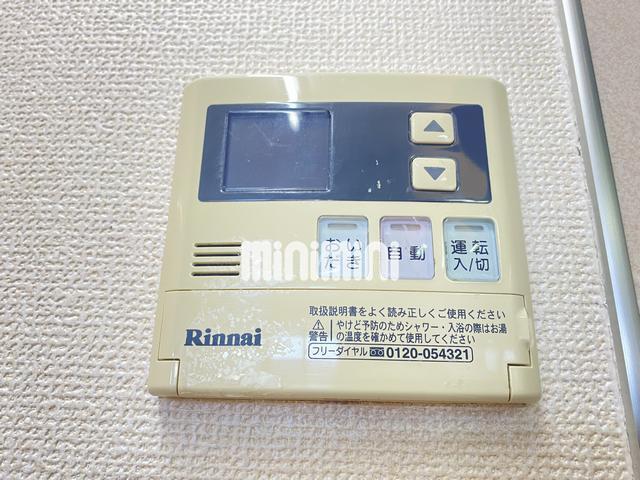 おい
だき
自動
運転
入/切
minimini
取扱説明書をよく読み正しくご使用ください
警告
やけど予防のためシャワー・入浴の際はお湯
の温度を確かめて使用してください
Rinnai
フリーダイヤル 0120-054321